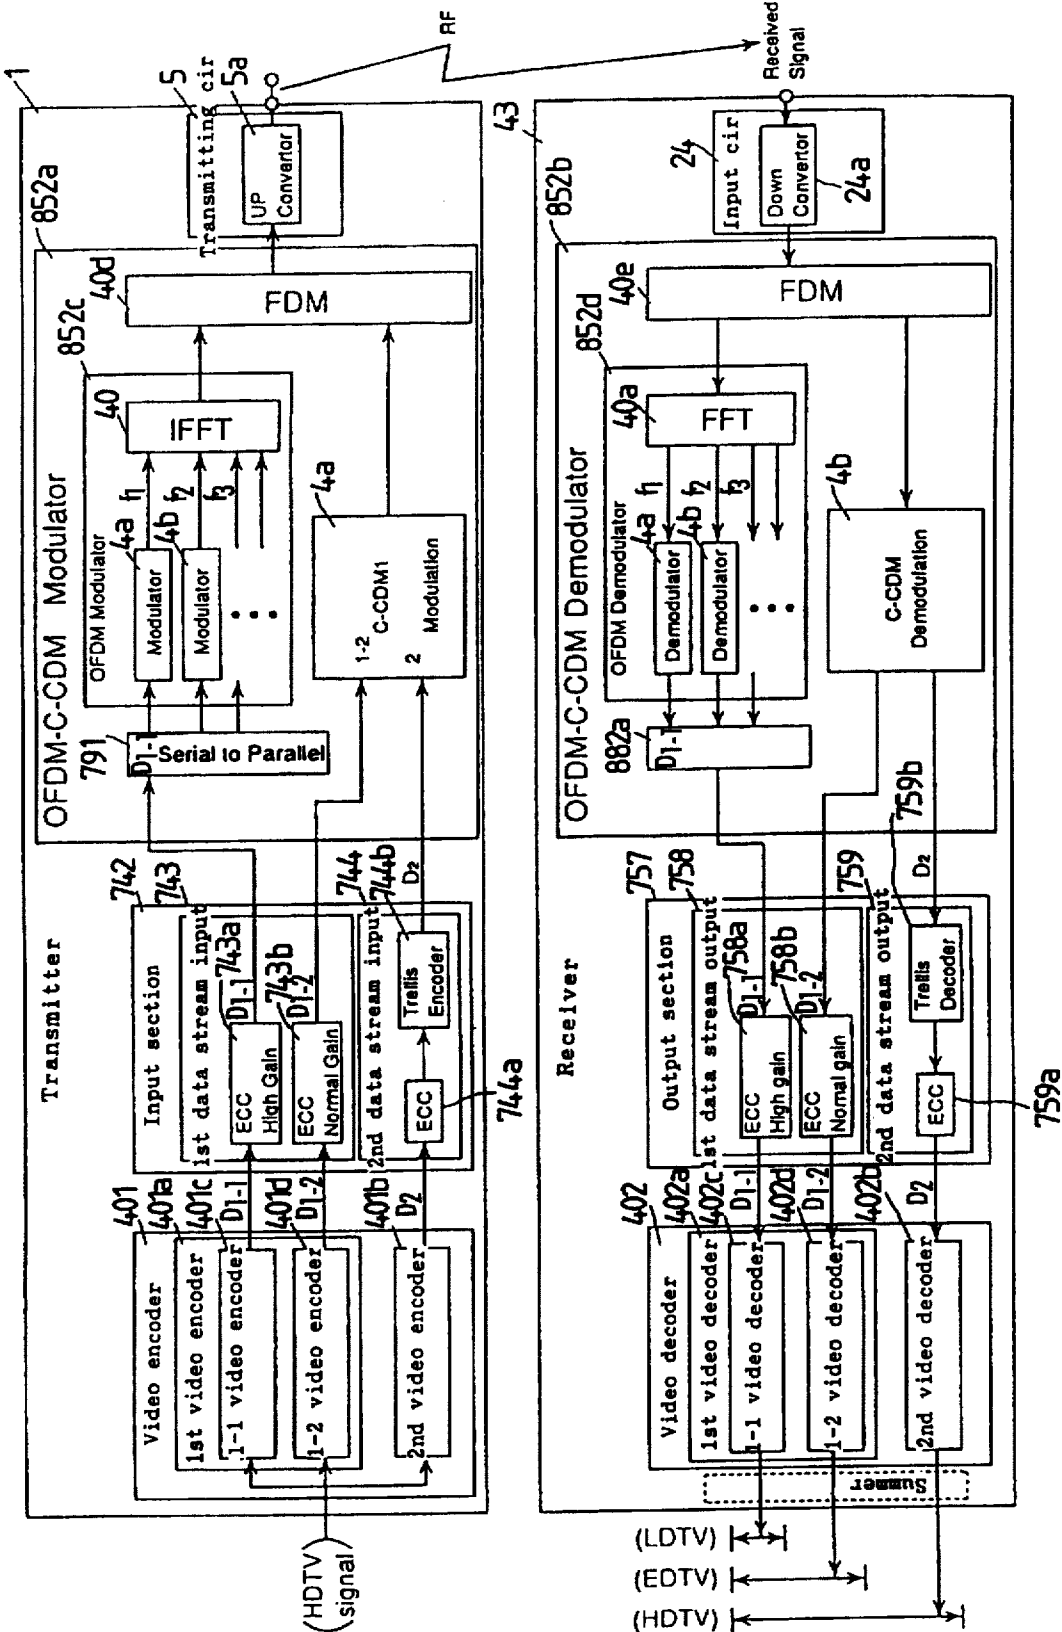 1
Transmitter
(HDTV signal)
401
Video encoder
401a
1st video encoder
401c
1-1 video encoder
D1-1
401d
1-2 video encoder
D1-2
401b
2nd video encoder
D2
742
Input section
743
1st data stream input
743a
D1-1
ECC
High Gain
743b
D1-2
ECC
Normal Gain
744
2nd data stream input
744b
Trellis
Encoder
ECC
744a
D2
852a
OFDM-C-CDM Modulator
791
D1-1
Serial to Parallel
852c
OFDM Modulator
4a
Modulator
4b
Modulator
f1
f2
f3
40
IFFT
4a
1-2
C-CDM1
2
Modulation
40d
FDM
5
Transmitting cir
5a
UP
Convertor
RF
Received
Signal
43
Receiver
24
Input cir
Down
Convertor
24a
852b
OFDM-C-CDM Demodulator
40e
FDM
852d
OFDM Demodulator
40a
FFT
f1
f2
f3
4a
Demodulator
4b
Demodulator
882a
D1-1
4b
C-CDM
Demodulation
D2
757
Output section
758
1st data stream output
758a
D1-1
ECC
High gain
758b
D1-2
ECC
Nomal gain
759
2nd data stream output
759b
Trellis
Decoder
ECC
759a
402
Video decoder
402a
1st video decoder
402c
1-1 video decoder
D1-1
402d
1-2 video decoder
D1-2
402b
2nd video decoder
D2
Summer
(LDTV)
(EDTV)
(HDTV)